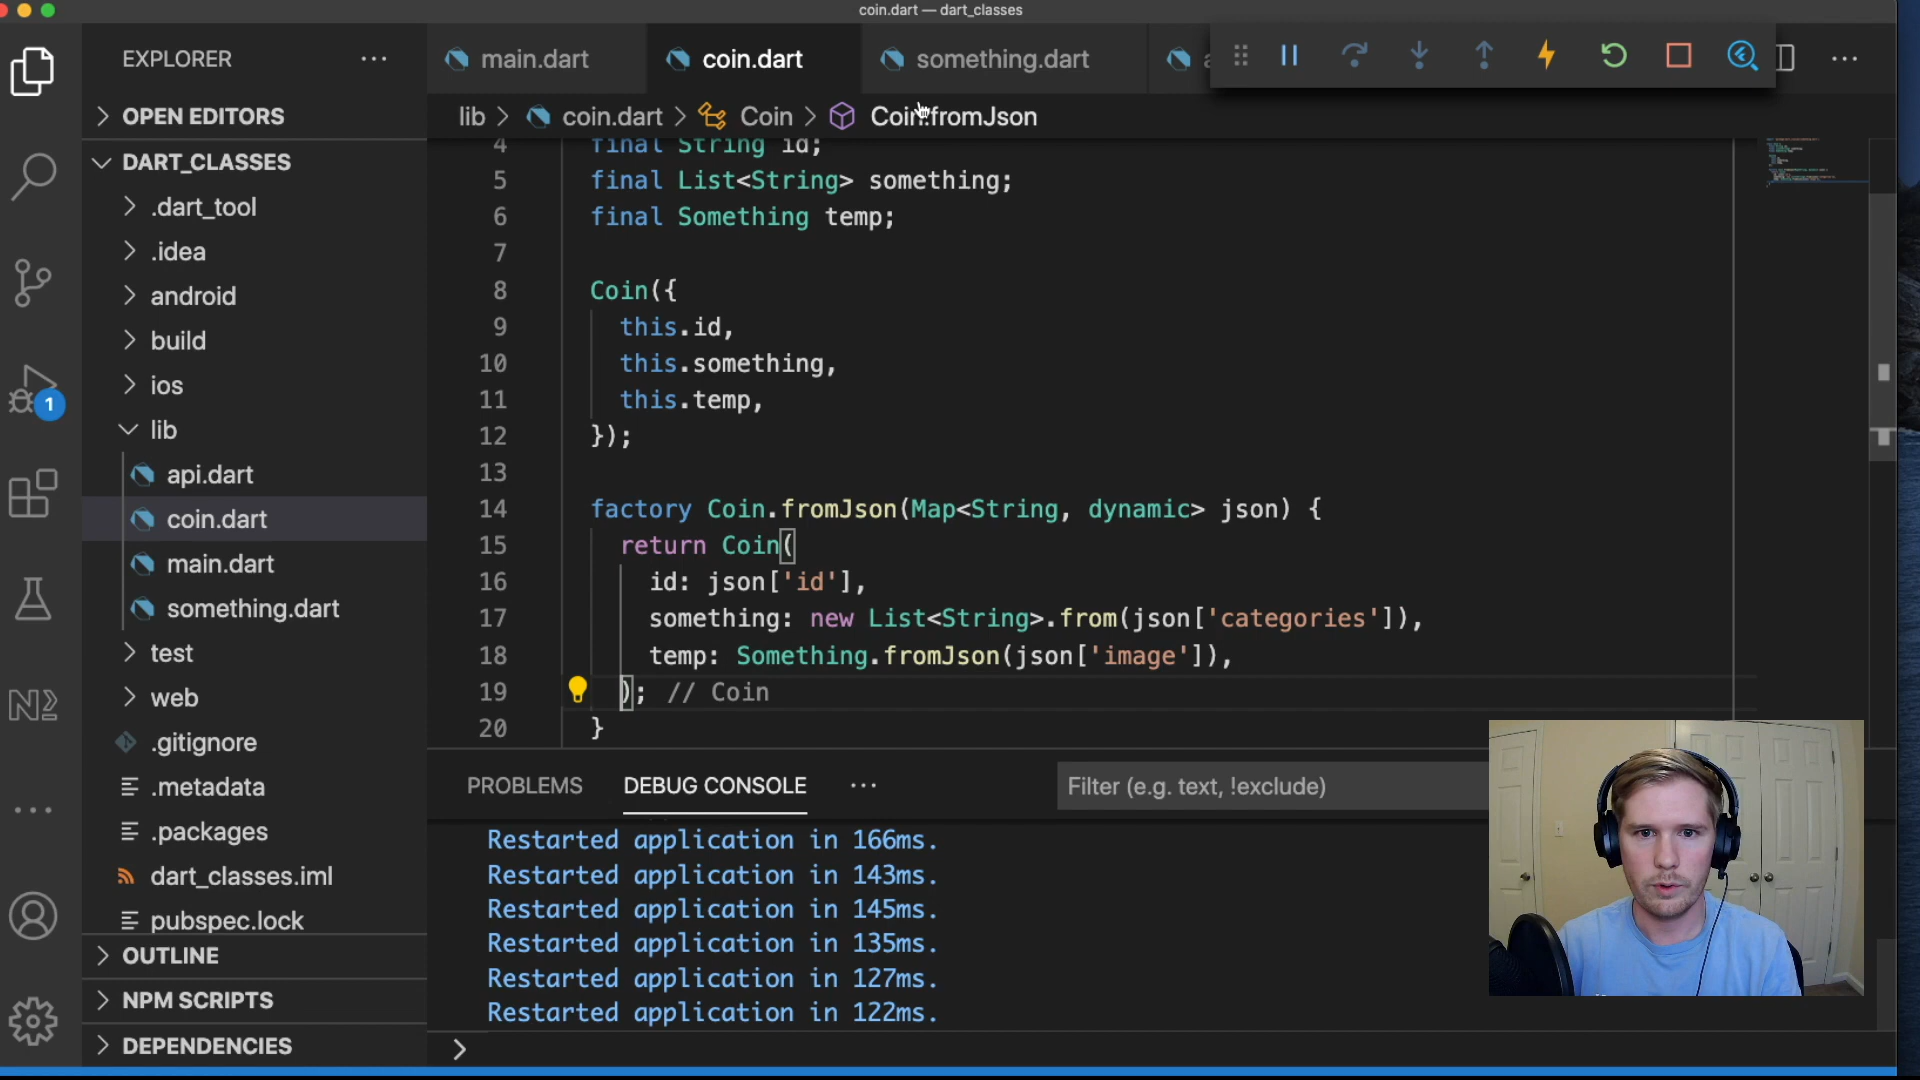 coin.dart — dart_classes
EXPLORER
main.dart
coin.dart
something.dart
OPEN EDITORS
lib > coin.dart > Coin > Coin.fromJson
DART_CLASSES
.dart_tool
.idea
android
build
ios
lib
api.dart
coin.dart
main.dart
something.dart
test
web
.gitignore
.metadata
.packages
dart_classes.iml
pubspec.lock
OUTLINE
NPM SCRIPTS
DEPENDENCIES
1
4 final String id;
5 final List<String> something;
6 final Something temp;
7
8 Coin({
9 this.id,
10 this.something,
11 this.temp,
12 });
13
14 factory Coin.fromJson(Map<String, dynamic> json) {
15 return Coin(
16 id: json['id'],
17 something: new List<String>.from(json['categories']),
18 temp: Something.fromJson(json['image']),
19 ); // Coin
20 }
PROBLEMS DEBUG CONSOLE ··· Filter (e.g. text, !exclude)
Restarted application in 166ms.
Restarted application in 143ms.
Restarted application in 145ms.
Restarted application in 135ms.
Restarted application in 127ms.
Restarted application in 122ms.
>